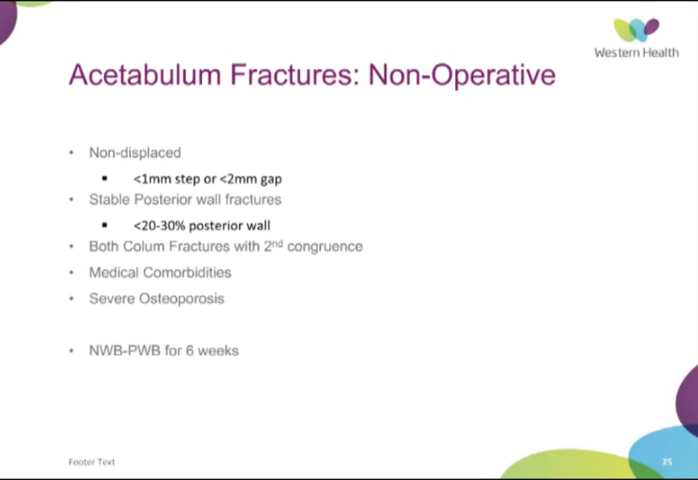 Western Health
Acetabulum Fractures: Non-Operative
• Non-displaced
▪ <1mm step or <2mm gap
• Stable Posterior wall fractures
▪ <20-30% posterior wall
• Both Colum Fractures with 2nd congruence
• Medical Comorbidities
• Severe Osteoporosis
• NWB-PWB for 6 weeks
Footer Text
25